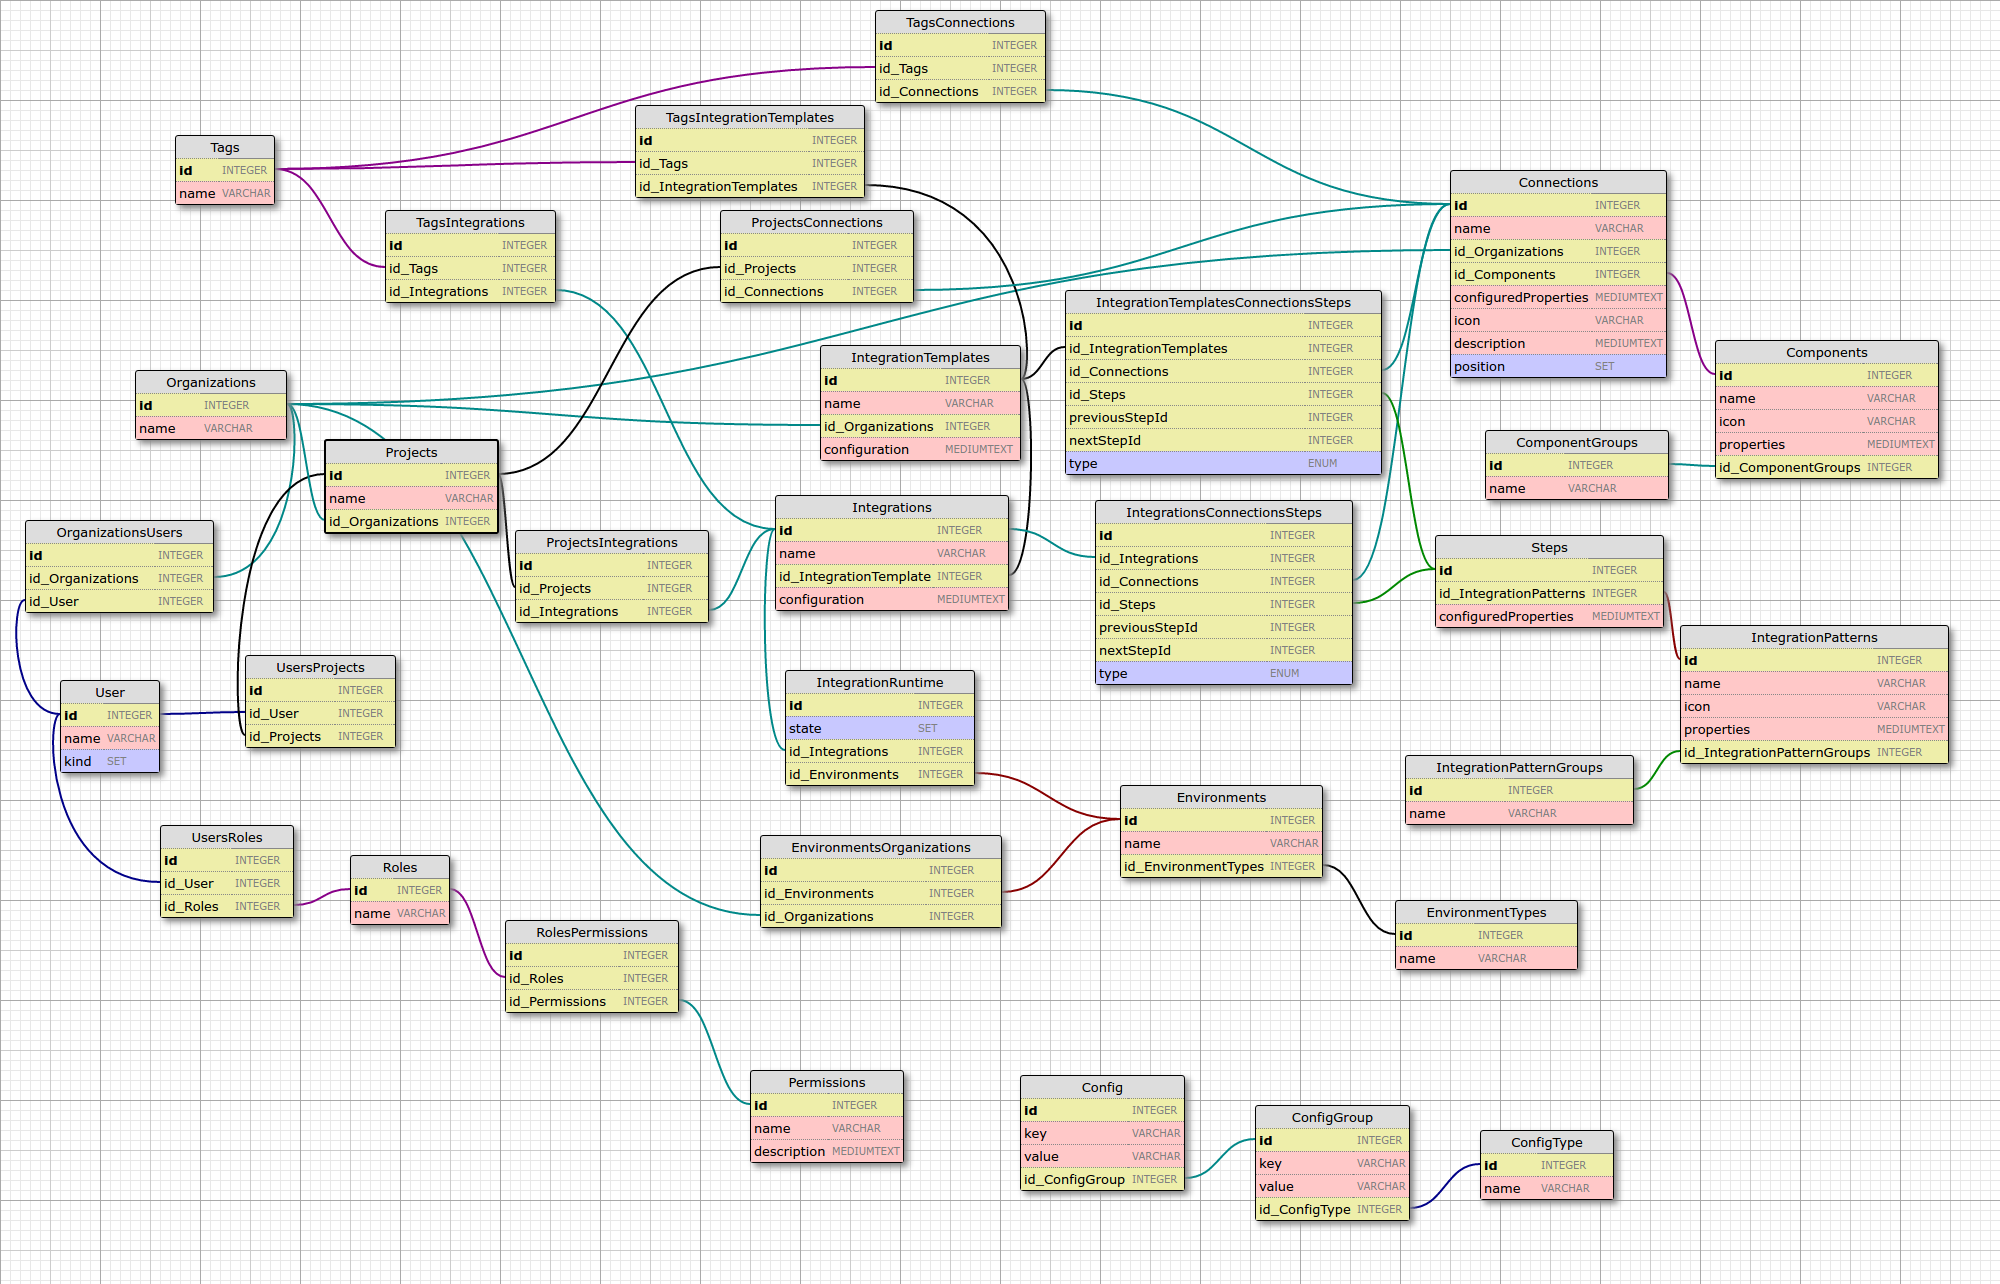 TagsConnections
id INTEGER
id_Tags INTEGER
id_Connections INTEGER
TagsIntegrationTemplates
id INTEGER
id_Tags INTEGER
id_IntegrationTemplates INTEGER
Tags
id INTEGER
name VARCHAR
Connections
id INTEGER
name VARCHAR
id_Organizations INTEGER
id_Components INTEGER
configuredProperties MEDIUMTEXT
icon VARCHAR
description MEDIUMTEXT
position SET
TagsIntegrations
id INTEGER
id_Tags INTEGER
id_Integrations INTEGER
ProjectsConnections
id INTEGER
id_Projects INTEGER
id_Connections INTEGER
IntegrationTemplatesConnectionsSteps
id INTEGER
id_IntegrationTemplates INTEGER
id_Connections INTEGER
id_Steps INTEGER
previousStepId INTEGER
nextStepId INTEGER
type ENUM
IntegrationTemplates
id INTEGER
name VARCHAR
id_Organizations INTEGER
configuration MEDIUMTEXT
Components
id INTEGER
name VARCHAR
icon VARCHAR
properties MEDIUMTEXT
id_ComponentGroups INTEGER
Organizations
id INTEGER
name VARCHAR
ComponentGroups
id INTEGER
name VARCHAR
Projects
id INTEGER
name VARCHAR
id_Organizations INTEGER
Integrations
id INTEGER
name VARCHAR
id_IntegrationTemplate INTEGER
configuration MEDIUMTEXT
IntegrationsConnectionsSteps
id INTEGER
id_Integrations INTEGER
id_Connections INTEGER
id_Steps INTEGER
previousStepId INTEGER
nextStepId INTEGER
type ENUM
OrganizationsUsers
id INTEGER
id_Organizations INTEGER
id_User INTEGER
ProjectsIntegrations
id INTEGER
id_Projects INTEGER
id_Integrations INTEGER
Steps
id INTEGER
id_IntegrationPatterns INTEGER
configuredProperties MEDIUMTEXT
IntegrationPatterns
id INTEGER
name VARCHAR
icon VARCHAR
properties MEDIUMTEXT
id_IntegrationPatternGroups INTEGER
UsersProjects
id INTEGER
id_User INTEGER
id_Projects INTEGER
IntegrationRuntime
id INTEGER
state SET
id_Integrations INTEGER
id_Environments INTEGER
User
id INTEGER
name VARCHAR
kind SET
IntegrationPatternGroups
id INTEGER
name VARCHAR
Environments
id INTEGER
name VARCHAR
id_EnvironmentTypes INTEGER
UsersRoles
id INTEGER
id_User INTEGER
id_Roles INTEGER
EnvironmentsOrganizations
id INTEGER
id_Environments INTEGER
id_Organizations INTEGER
Roles
id INTEGER
name VARCHAR
EnvironmentTypes
id INTEGER
name VARCHAR
RolesPermissions
id INTEGER
id_Roles INTEGER
id_Permissions INTEGER
Permissions
id INTEGER
name VARCHAR
description MEDIUMTEXT
Config
id INTEGER
key VARCHAR
value VARCHAR
id_ConfigGroup INTEGER
ConfigGroup
id INTEGER
key VARCHAR
value VARCHAR
id_ConfigType INTEGER
ConfigType
id INTEGER
name VARCHAR